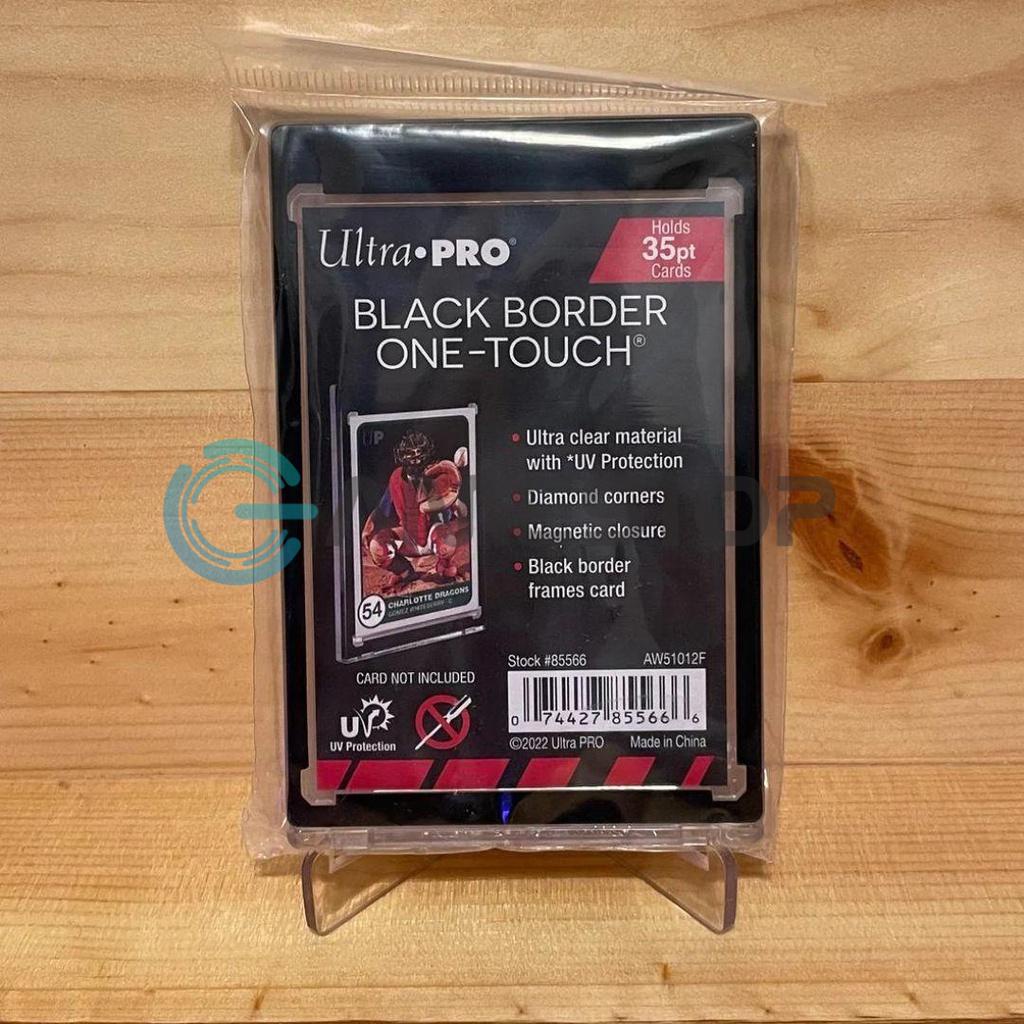 Ultra•PRO®
Holds
35pt
Cards
BLACK BORDER
ONE-TOUCH®
UP
• Ultra clear material
with *UV Protection
• Diamond corners
• Magnetic closure
• Black border
frames card
54
CHARLOTTE DRAGONS
CARD NOT INCLUDED
Stock #85566
AW51012F
0 74427 85566 6
UV
UV Protection
©2022 Ultra PRO
Made in China